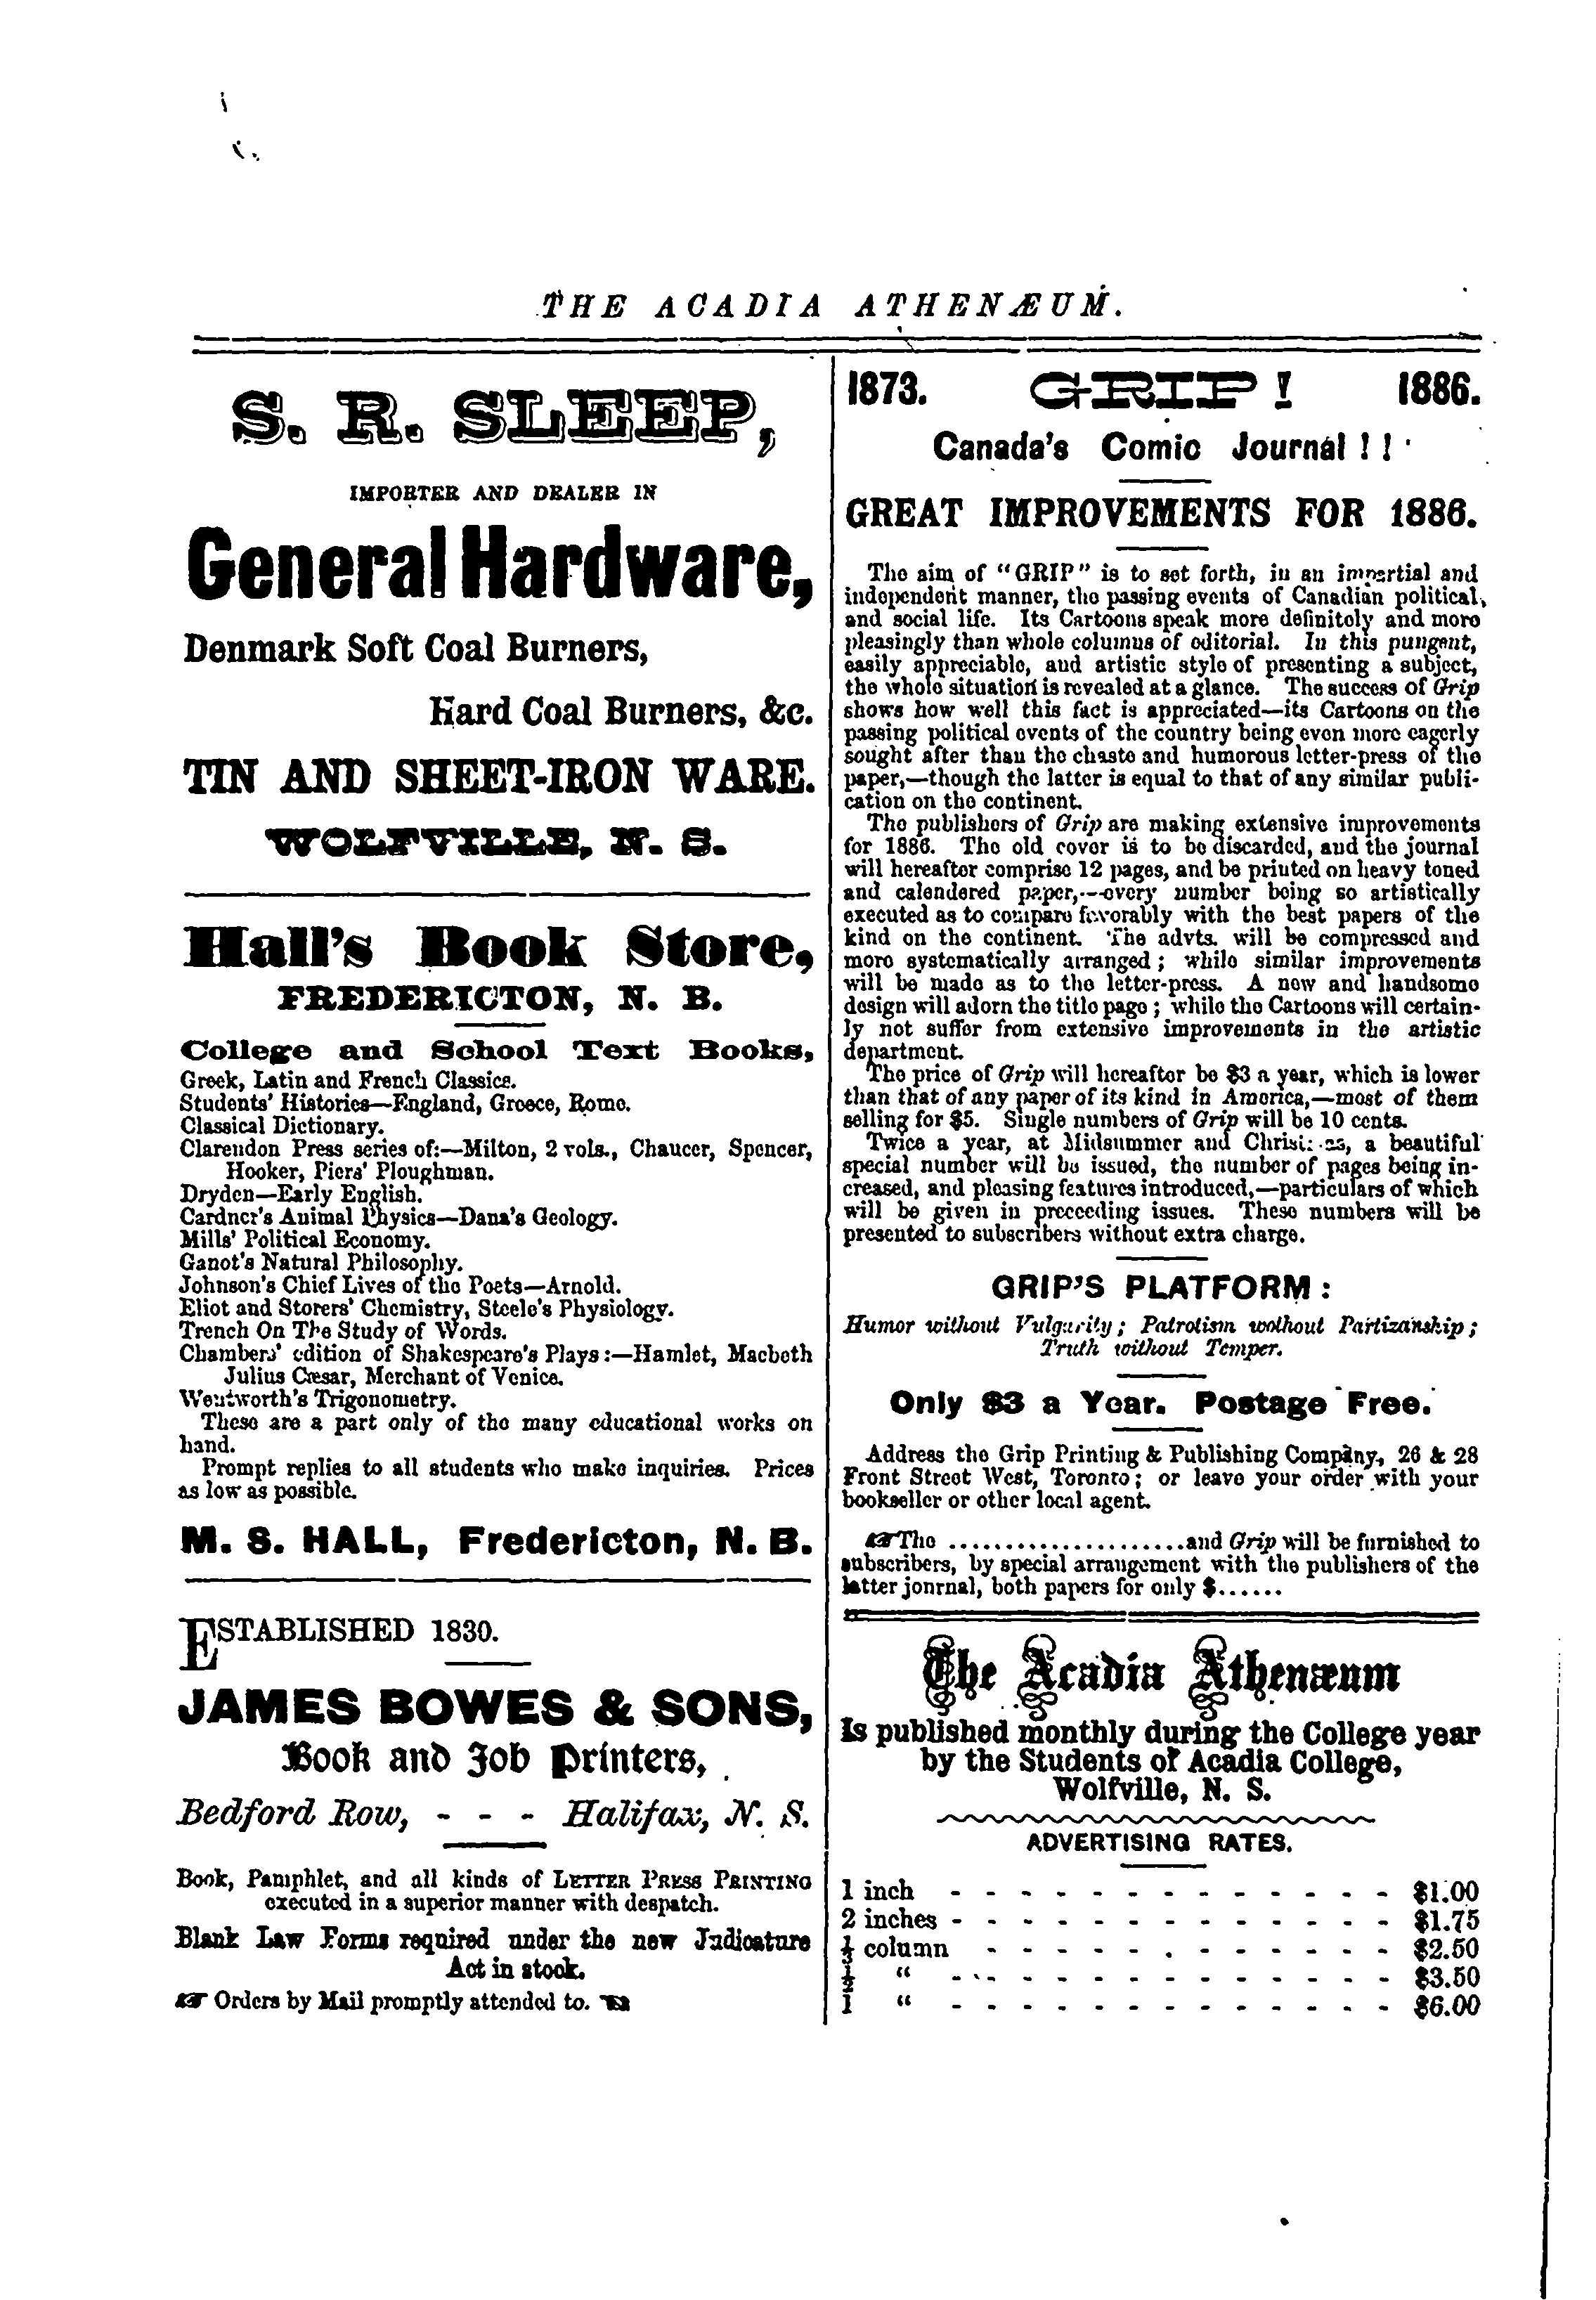 THE ACADIA ATHENÆUM.
S. R. SLEEP,
IMPORTER AND DEALER IN
General Hardware,
Denmark Soft Coal Burners,
Hard Coal Burners, &c.
TIN AND SHEET-IRON WARE.
WOLFVILLE, N. S.
Hall's Book Store,
FREDERICTON, N. B.
College and School Text Books,
Greek, Latin and French Classics.
Students' Histories—England, Greece, Rome.
Classical Dictionary.
Clarendon Press series of:—Milton, 2 vols., Chaucer, Spencer,
Hooker, Piers' Ploughman.
Dryden—Early English.
Cardner's Animal Physics—Dana's Geology.
Mills' Political Economy.
Ganot's Natural Philosophy.
Johnson's Chief Lives of the Poets—Arnold.
Eliot and Storers' Chemistry, Steele's Physiology.
Trench On The Study of Words.
Chambers' edition of Shakespeare's Plays:—Hamlet, Macbeth
Julius Cæsar, Merchant of Venice.
Wentworth's Trigonometry.
These are a part only of the many educational works on
hand.
Prompt replies to all students who make inquiries. Prices
as low as possible.
M. S. HALL, Fredericton, N. B.
ESTABLISHED 1830.
JAMES BOWES & SONS,
Book and Job Printers,
Bedford Row, - - - Halifax, N. S.
Book, Pamphlet, and all kinds of LETTER PRESS PRINTING
executed in a superior manner with despatch.
Blank Law Forms required under the new Judicature
Act in stock.
☞ Orders by Mail promptly attended to. ☜
1873. GRIP! 1886.
Canada's Comic Journal!!
GREAT IMPROVEMENTS FOR 1886.
The aim of "GRIP" is to set forth, in an impartial and
independent manner, the passing events of Canadian political,
and social life. Its Cartoons speak more definitely and more
pleasingly than whole columns of editorial. In this pungent,
easily appreciable, and artistic style of presenting a subject,
the whole situation is revealed at a glance. The success of Grip
shows how well this fact is appreciated—its Cartoons on the
passing political events of the country being even more eagerly
sought after than the chaste and humorous letter-press of the
paper,—though the latter is equal to that of any similar publi-
cation on the continent.
The publishers of Grip are making extensive improvements
for 1886. The old cover is to be discarded, and the journal
will hereafter comprise 12 pages, and be printed on heavy toned
and calendered paper,—every number being so artistically
executed as to compare favorably with the best papers of the
kind on the continent. The advts. will be compressed and
more systematically arranged; while similar improvements
will be made as to the letter-press. A new and handsome
design will adorn the title page; while the Cartoons will certain-
ly not suffer from extensive improvements in the artistic
department.
The price of Grip will hereafter be $3 a year, which is lower
than that of any paper of its kind in America,—most of them
selling for $5. Single numbers of Grip will be 10 cents.
Twice a year, at Midsummer and Christmas, a beautiful
special number will be issued, the number of pages being in-
creased, and pleasing features introduced,—particulars of which
will be given in preceeding issues. These numbers will be
presented to subscribers without extra charge.
GRIP'S PLATFORM:
Humor without Vulgarity; Patrotism wothout Partizanship;
Truth without Temper.
Only $3 a Year. Postage Free.
Address the Grip Printing & Publishing Company, 26 & 28
Front Street West, Toronto; or leave your order with your
bookseller or other local agent.
☞The ......................and Grip will be furnished to
subscribers, by special arrangement with the publishers of the
latter jonrnal, both papers for only $......
The Acadia Athenæum
Is published monthly during the College year
by the Students of Acadia College,
Wolfville, N. S.
ADVERTISING RATES.
1 inch - - - - - - - - - - - - - $1.00
2 inches - - - - - - - - - - - - - $1.75
⅓ column - - - - - - - - - - - - $2.50
½ " - - - - - - - - - - - - - $3.50
1 " - - - - - - - - - - - - - $6.00